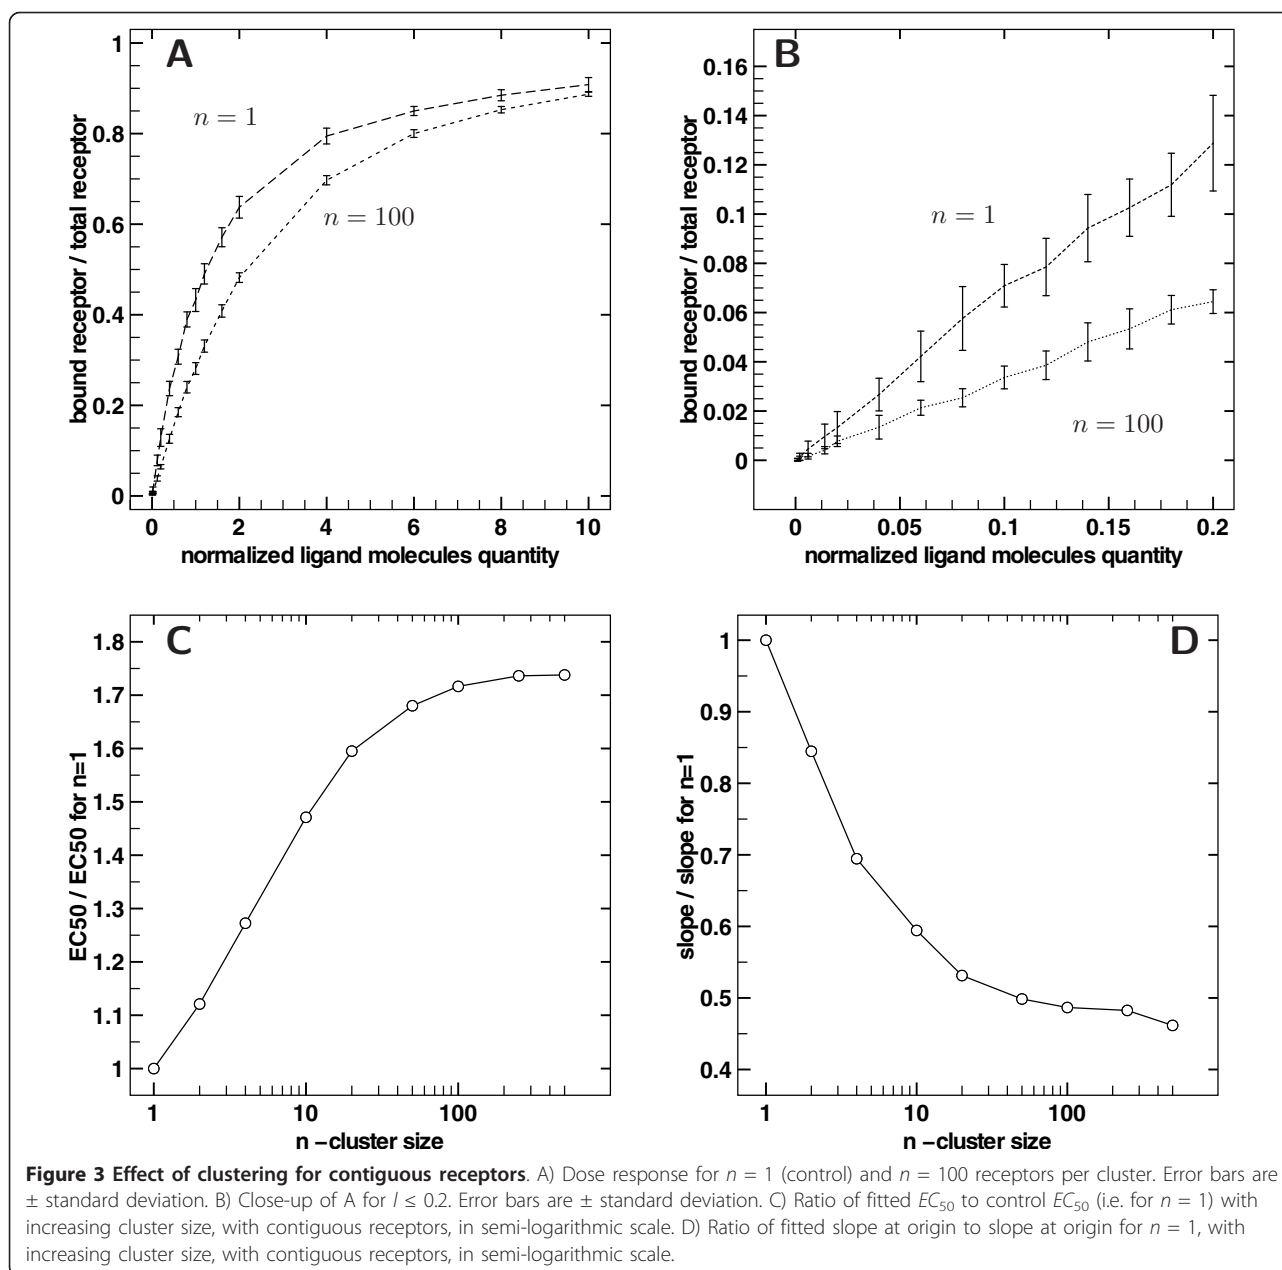 A
1
0.8
0.6
0.4
0.2
0
n = 1
n = 100
bound receptor / total receptor
0 2 4 6 8 10
normalized ligand molecules quantity
B
0.16
0.14
0.12
0.1
0.08
0.06
0.04
0.02
0
n = 1
n = 100
bound receptor / total receptor
0 0.05 0.1 0.15 0.2
normalized ligand molecules quantity
C
1.8
1.7
1.6
1.5
1.4
1.3
1.2
1.1
1
EC50 / EC50 for n=1
1 10 100
n −cluster size
D
1
0.9
0.8
0.7
0.6
0.5
0.4
slope / slope for n=1
1 10 100
n −cluster size
Figure 3 Effect of clustering for contiguous receptors. A) Dose response for n = 1 (control) and n = 100 receptors per cluster. Error bars are
± standard deviation. B) Close-up of A for l ≤ 0.2. Error bars are ± standard deviation. C) Ratio of fitted EC50 to control EC50 (i.e. for n = 1) with
increasing cluster size, with contiguous receptors, in semi-logarithmic scale. D) Ratio of fitted slope at origin to slope at origin for n = 1, with
increasing cluster size, with contiguous receptors, in semi-logarithmic scale.